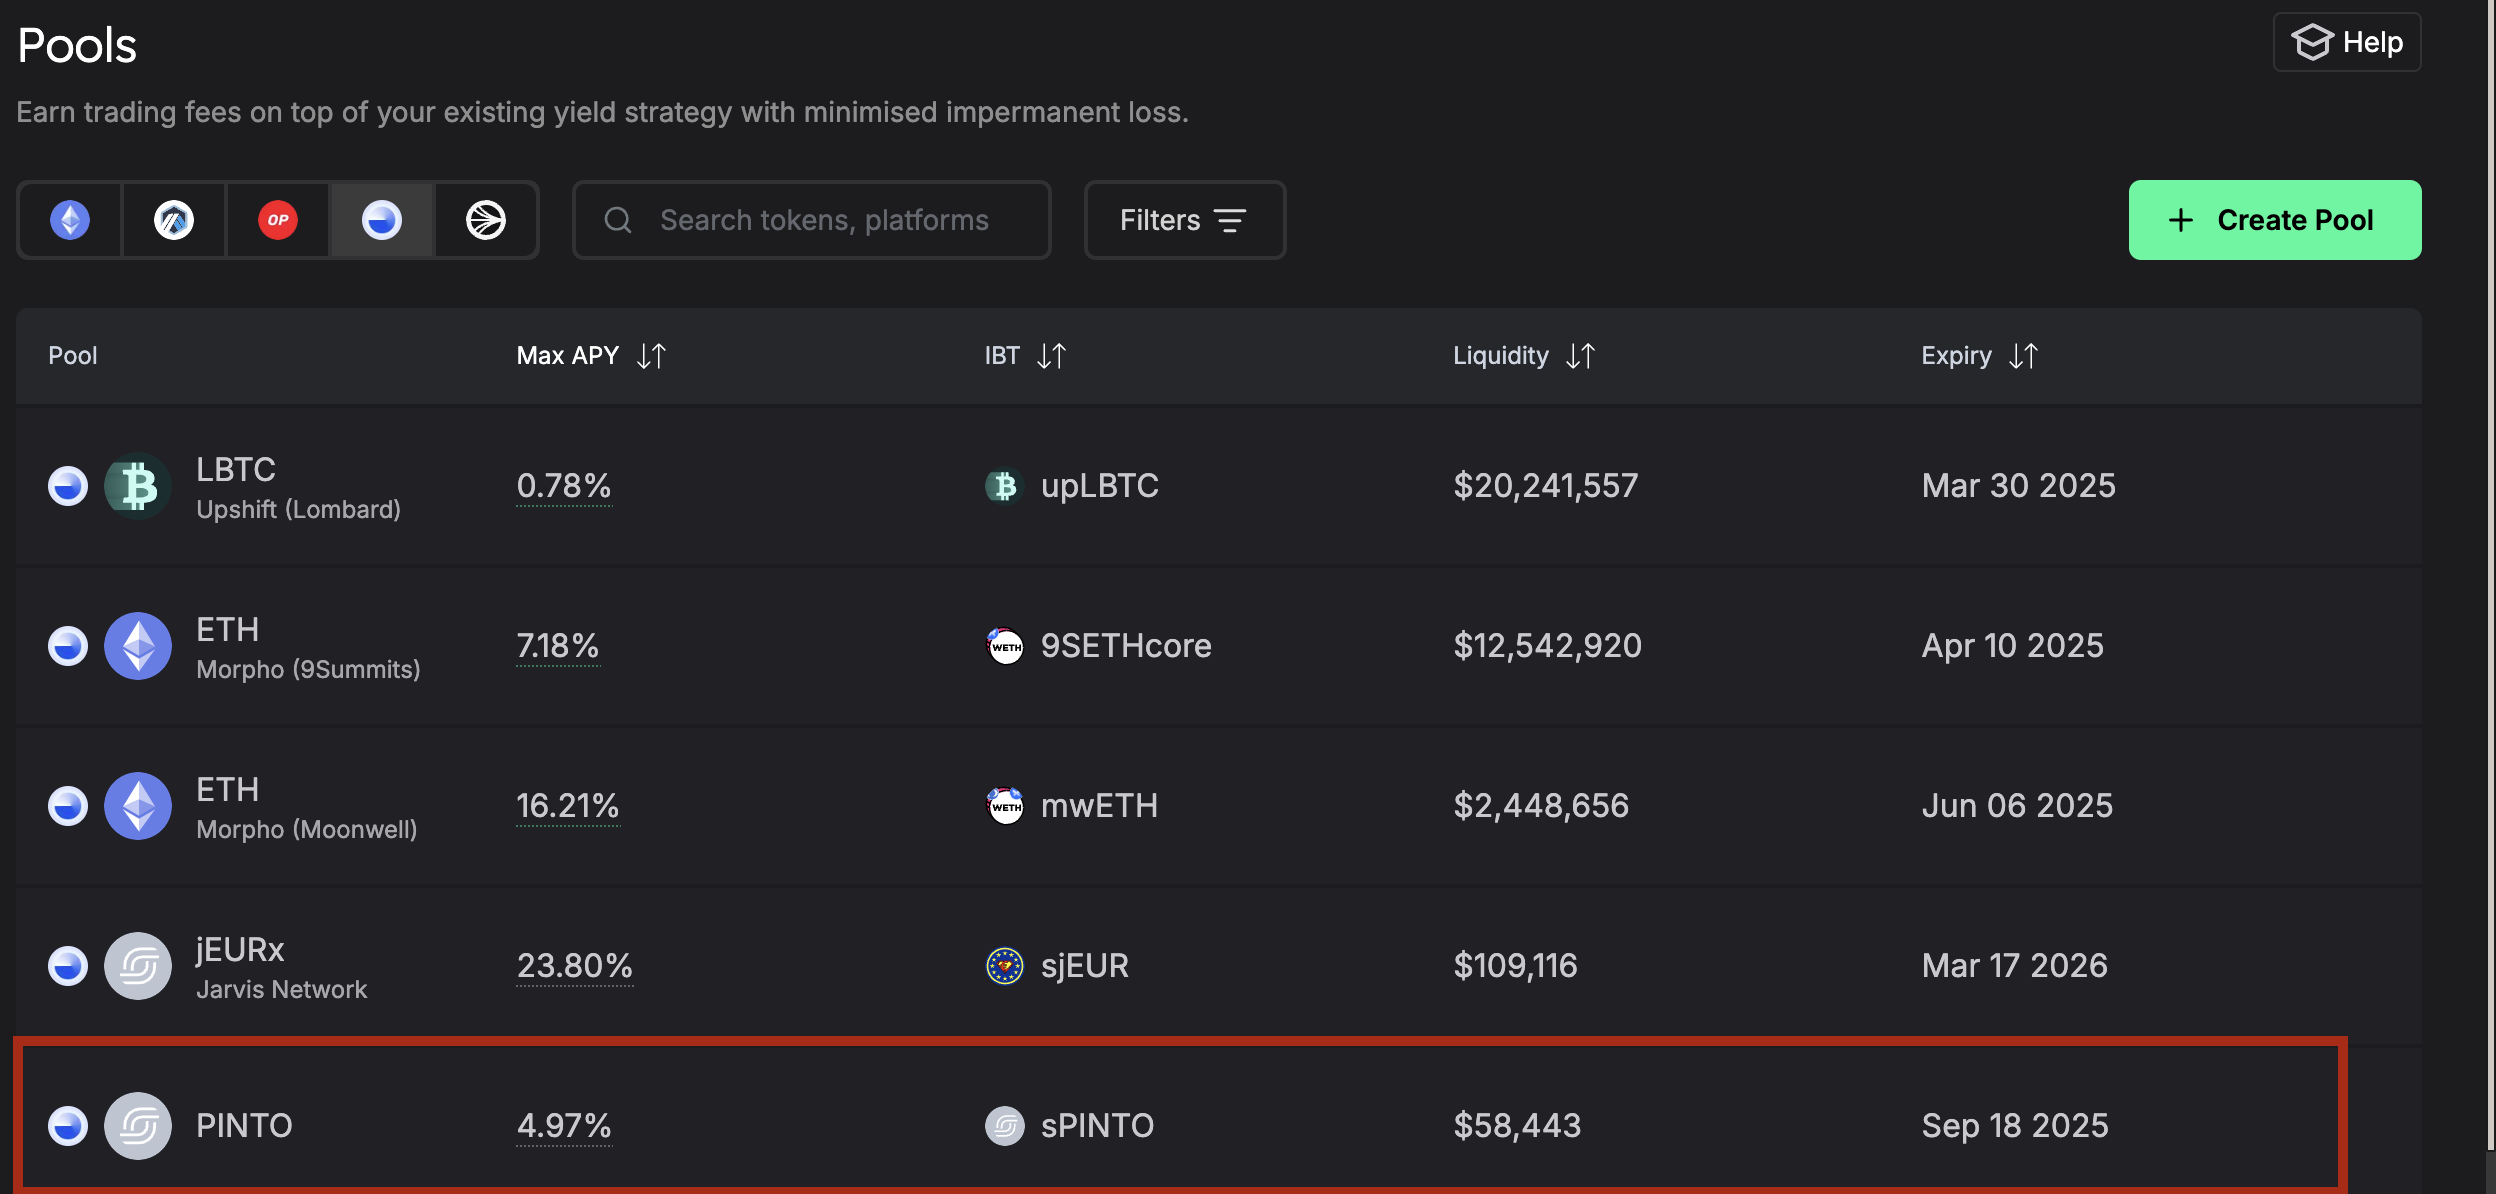 Pools
Help
Earn trading fees on top of your existing yield strategy with minimised impermanent loss.
OP
Search tokens, platforms
Filters
+ Create Pool
Pool Max APY IBT Liquidity Expiry
LBTC
Upshift (Lombard)
0.78% upLBTC $20,241,557 Mar 30 2025
ETH
Morpho (9Summits)
7.18% WETH 9SETHcore $12,542,920 Apr 10 2025
ETH
Morpho (Moonwell)
16.21% WETH mwETH $2,448,656 Jun 06 2025
jEURx
Jarvis Network
23.80% sjEUR $109,116 Mar 17 2026
PINTO 4.97% sPINTO $58,443 Sep 18 2025